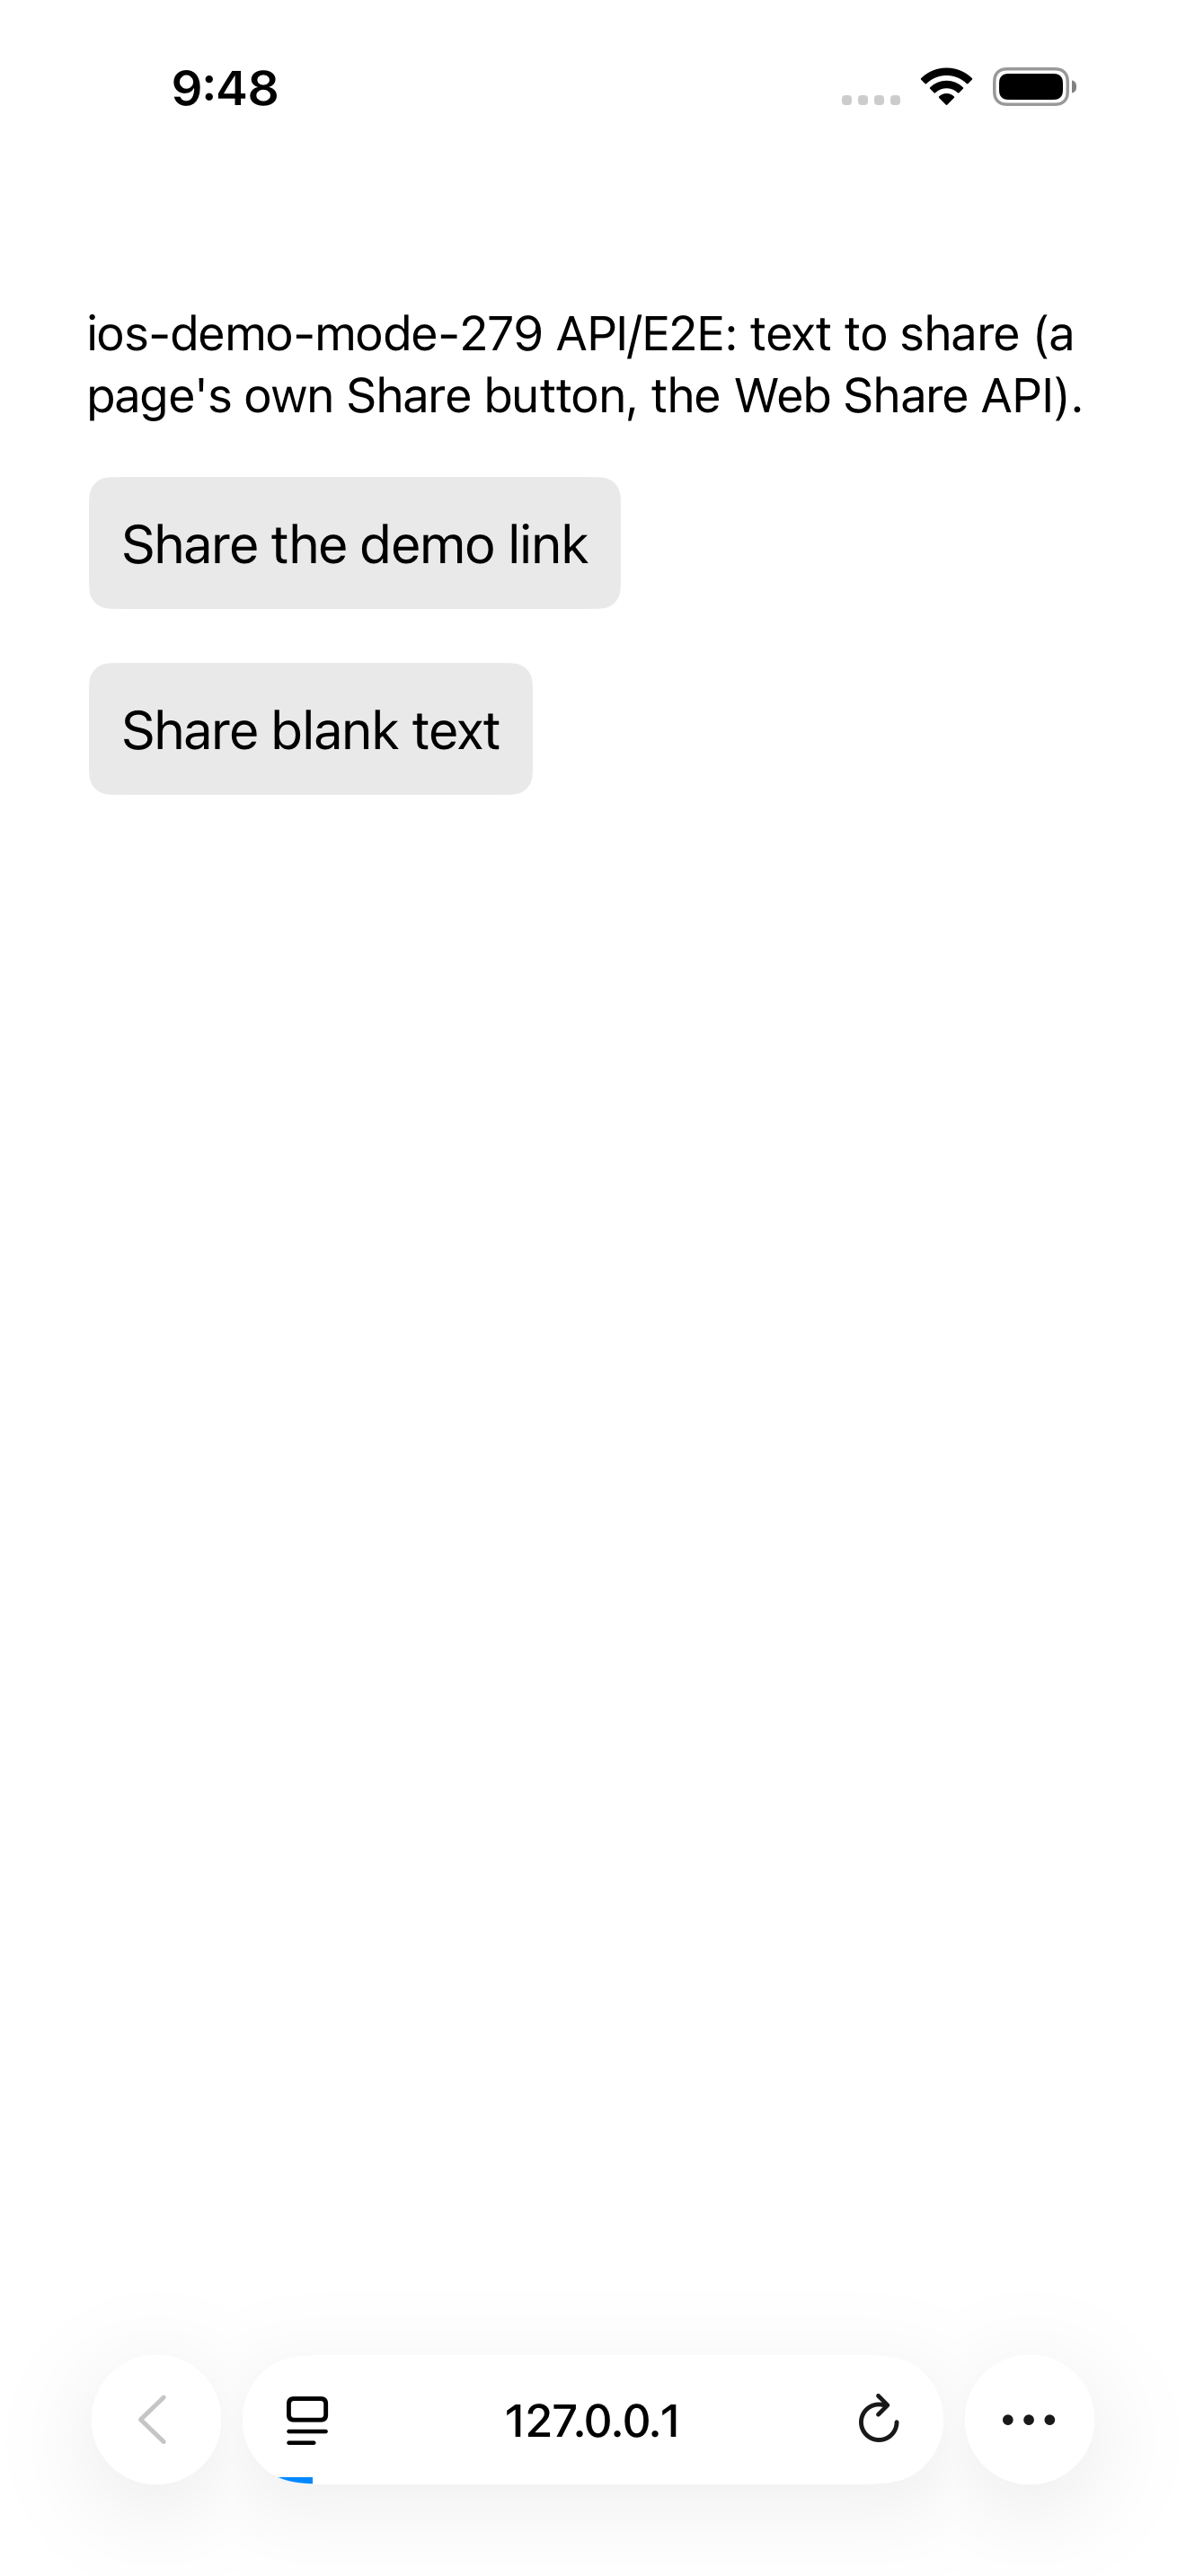 9:48
ios-demo-mode-279 API/E2E: text to share (a
page's own Share button, the Web Share API).
Share the demo link
Share blank text
127.0.0.1